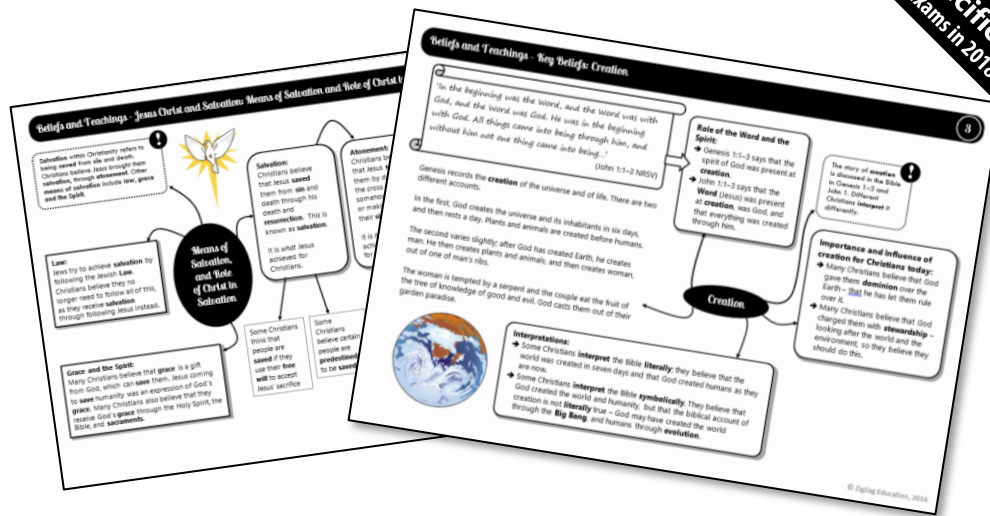 cific
xams in 2018
Beliefs and Teachings - Jesus Christ and Salvation: Means of Salvation and Role of Christ
Salvation within Christianity refers to
being saved from sin and death.
Christians believe Jesus brought them
salvation, through atonement. Other
means of salvation include law, grace
and the Spirit.
!
Salvation:
Christians believe
that Jesus saved
them from sin and
death through his
death and
resurrection. This is
known as salvation.
It is what Jesus
achieved for
Christians.
Atonement:
Christians be
that Jesus
them by d
the cross
someho
or mak
their si
It is
achi
for
Law:
Jews try to achieve salvation by
following the Jewish Law.
Christians believe they no
longer need to follow all of this,
as they receive salvation
through following Jesus instead.
Means of
Salvation,
and Role
of Christ in
Salvation
Some Christians
think that
people are
saved if they
use their free
will to accept
Jesus' sacrifice
Some
Christians
believe certain
people are
predestined
to be saved
Grace and the Spirit:
Many Christians believe that grace is a gift
from God, which can save them. Jesus coming
to save humanity was an expression of God's
grace. Many Christians also believe that they
receive God's grace through the Holy Spirit, the
Bible, and sacraments.
Beliefs and Teachings - Key Beliefs: Creation
3
'In the beginning was the Word, and the Word was with
God, and the Word was God. He was in the beginning
with God. All things came into being through him, and
without him not one thing came into being...'
(John 1:1–3 NRSV)
Role of the Word and the
Spirit:
➔ Genesis 1:1–3 says that the
spirit of God was present at
creation.
➔ John 1:1–3 says that the
Word (Jesus) was present
at creation, was God, and
that everything was created
through him.
The story of creation
is discussed in the Bible
in Genesis 1–3 and
John 1. Different
Christians interpret it
differently.
!
Genesis records the creation of the universe and of life. There are two
different accounts.
In the first, God creates the universe and its inhabitants in six days,
and then rests a day. Plants and animals are created before humans.
The second varies slightly; after God has created Earth, he creates
man. He then creates plants and animals, and then creates woman,
out of one of man's ribs.
The woman is tempted by a serpent and the couple eat the fruit of
the tree of knowledge of good and evil. God casts them out of their
garden paradise.
Creation
Importance and Influence of
creation for Christians today:
➔ Many Christians believe that God
gave them dominion over the
Earth – that he has let them rule
over it.
➔ Many Christians believe that God
charged them with stewardship –
looking after the world and the
environment, so they believe they
should do this.
Interpretations:
➔ Some Christians interpret the Bible literally; they believe that the
world was created in seven days and that God created humans as they
are now.
➔ Some Christians interpret the Bible symbolically. They believe that
God created the world and humanity, but that the biblical account of
creation is not literally true – God may have created the world
through the Big Bang, and humans through evolution.
© ZigZag Education, 2016